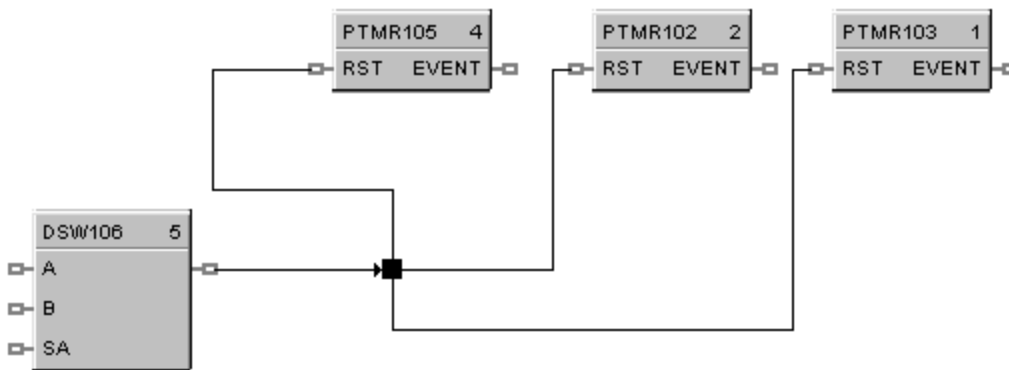 PTMR105 4
RST EVENT
PTMR102 2
RST EVENT
PTMR103 1
RST EVENT
DSW106 5
A
B
SA